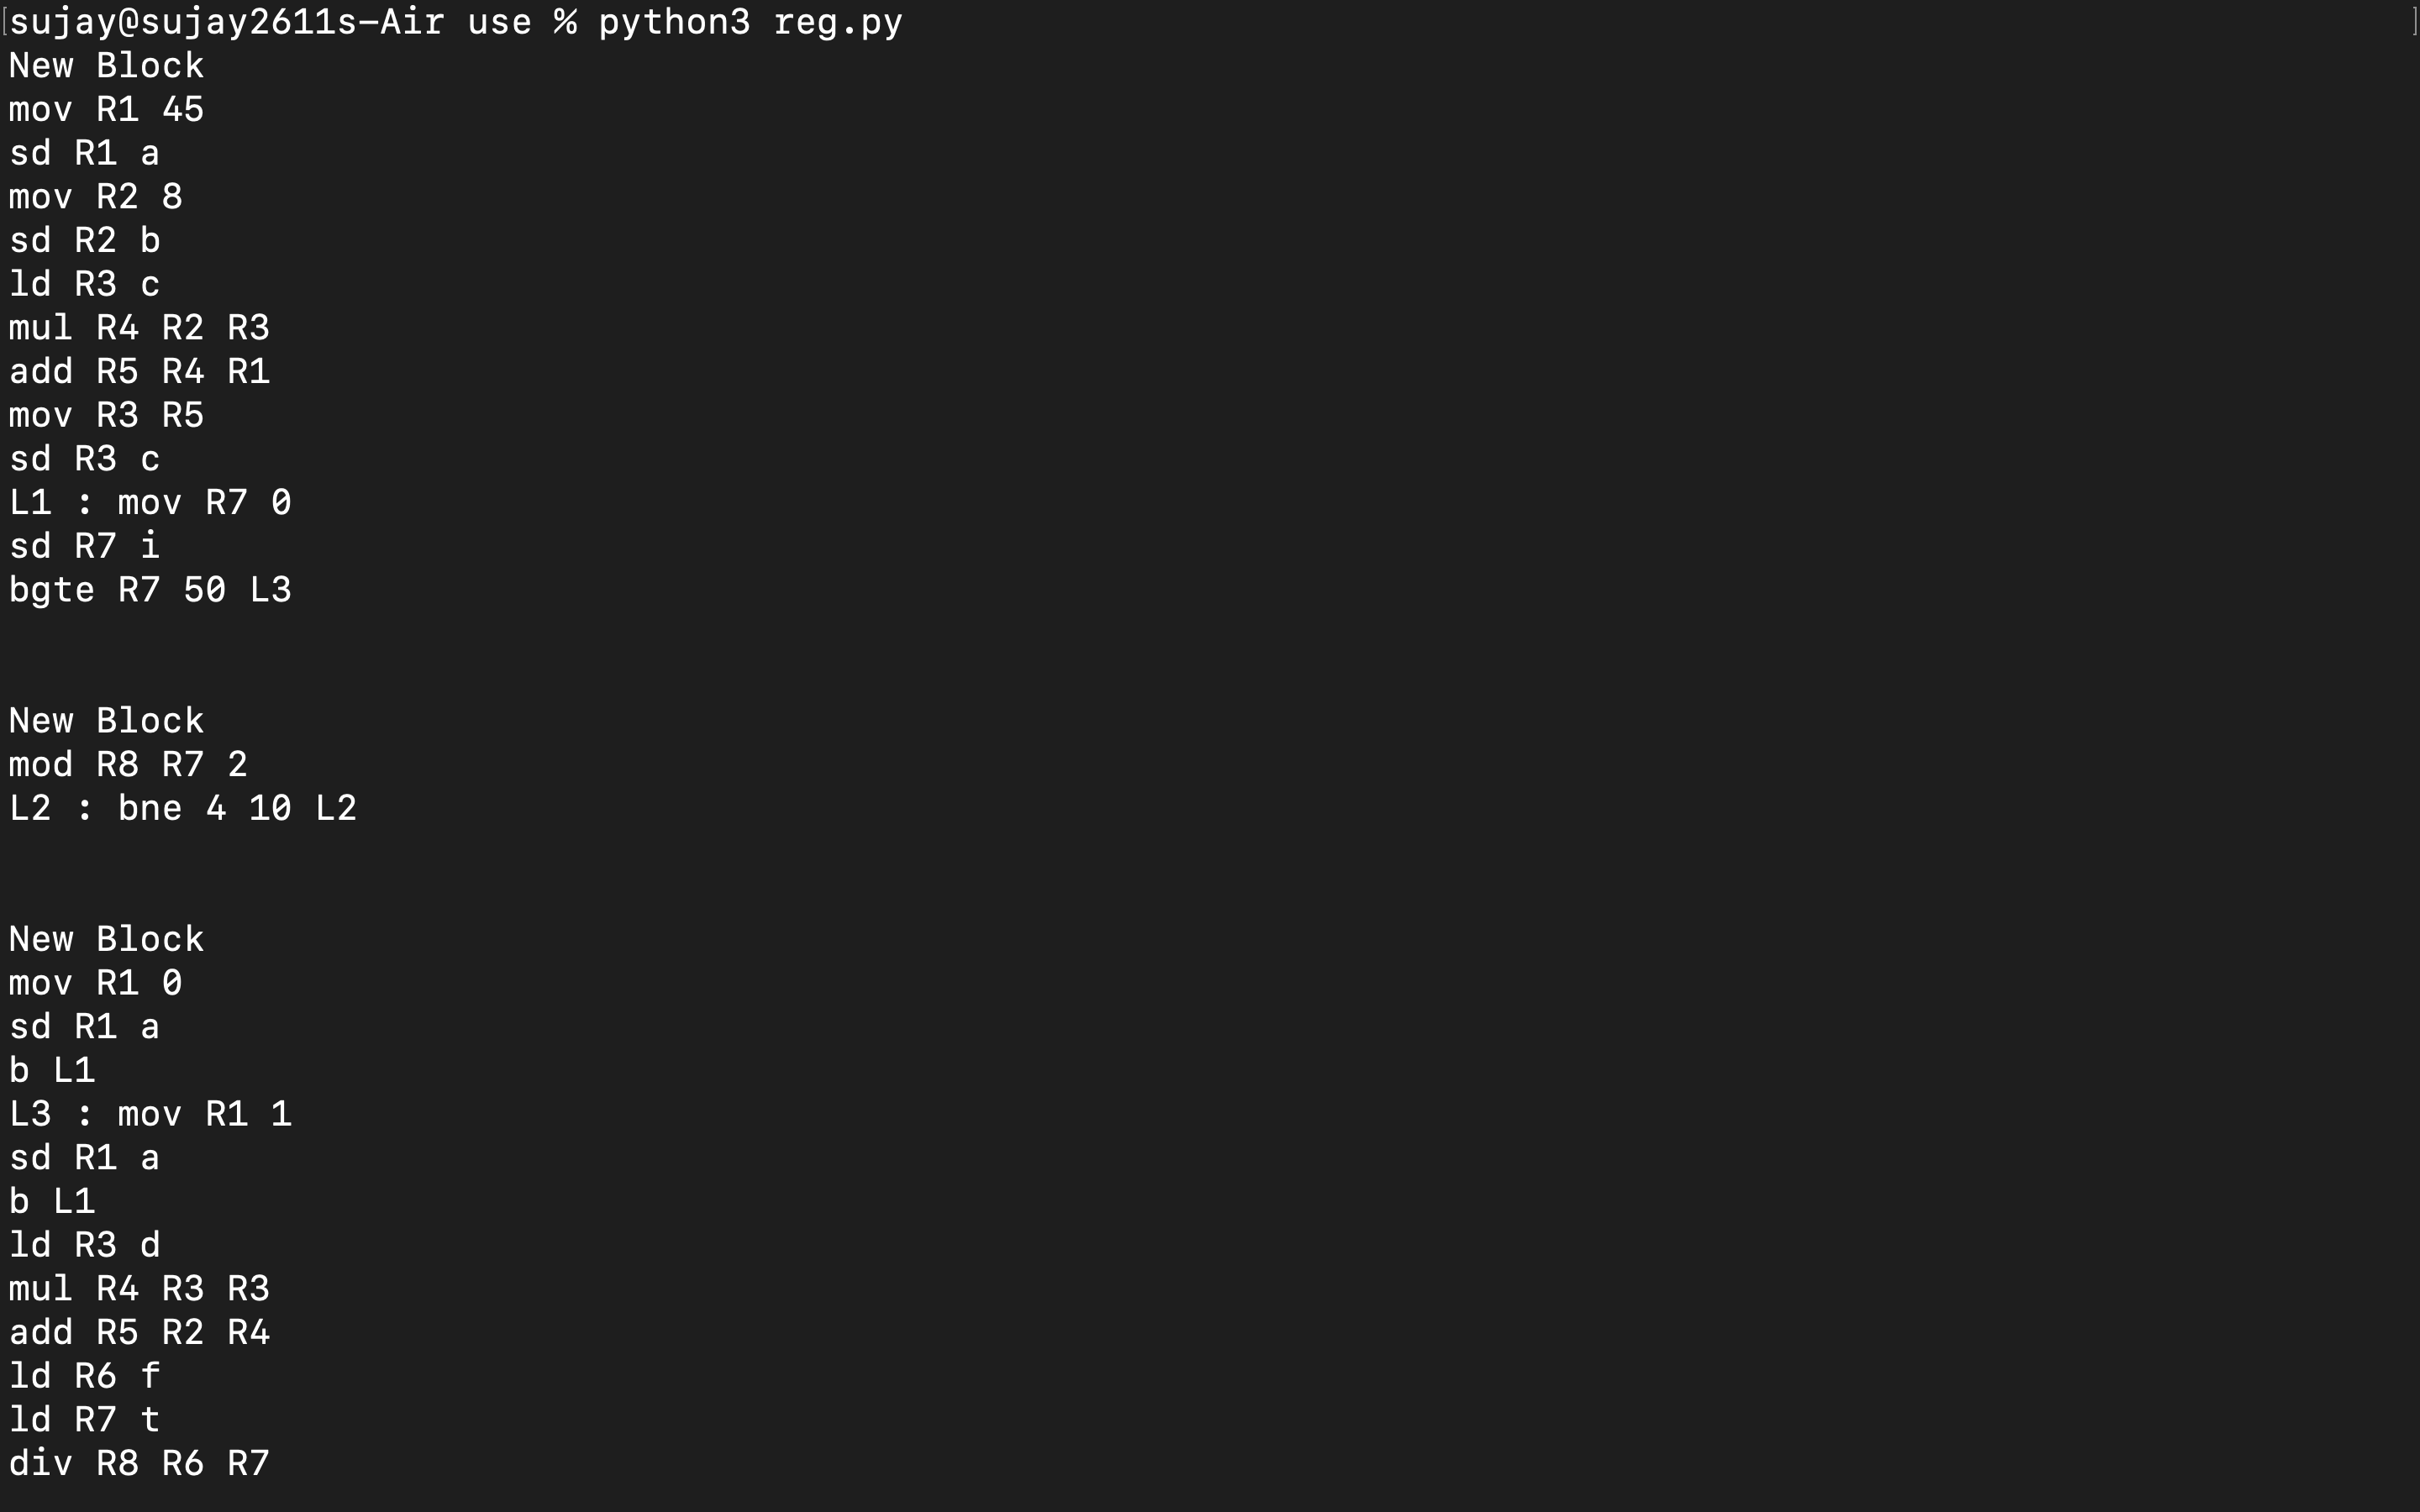 sujay@sujay2611s-Air use % python3 reg.py
New Block
mov R1 45
sd R1 a
mov R2 8
sd R2 b
ld R3 c
mul R4 R2 R3
add R5 R4 R1
mov R3 R5
sd R3 c
L1 : mov R7 0
sd R7 i
bgte R7 50 L3
New Block
mod R8 R7 2
L2 : bne 4 10 L2
New Block
mov R1 0
sd R1 a
b L1
L3 : mov R1 1
sd R1 a
b L1
ld R3 d
mul R4 R3 R3
add R5 R2 R4
ld R6 f
ld R7 t
div R8 R6 R7